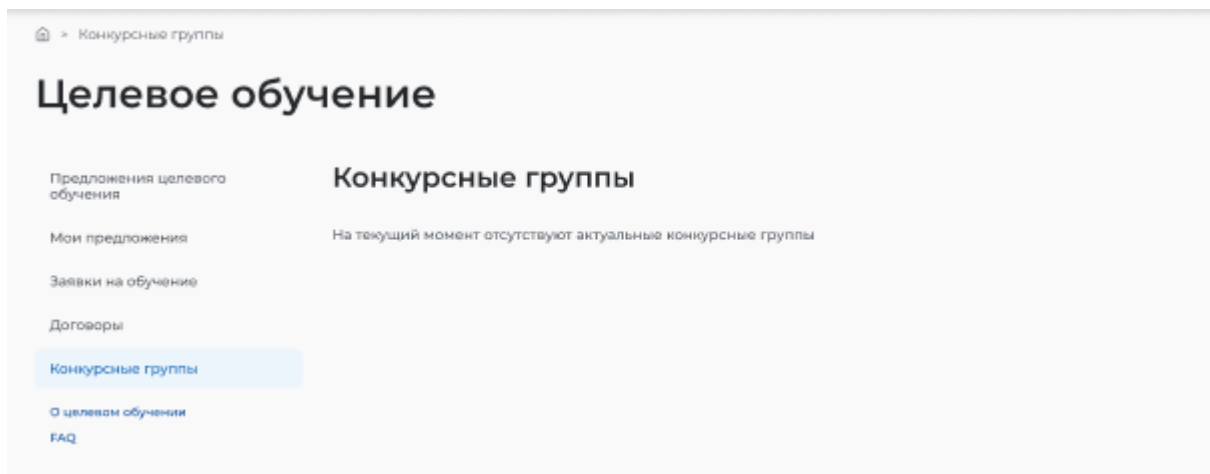 > Конкурсные группы
Целевое обучение
Предложения целевого
обучения
Мои предложения
Заявки на обучение
Договоры
Конкурсные группы
О целевом обучении
FAQ
Конкурсные группы
На текущий момент отсутствуют актуальные конкурсные группы